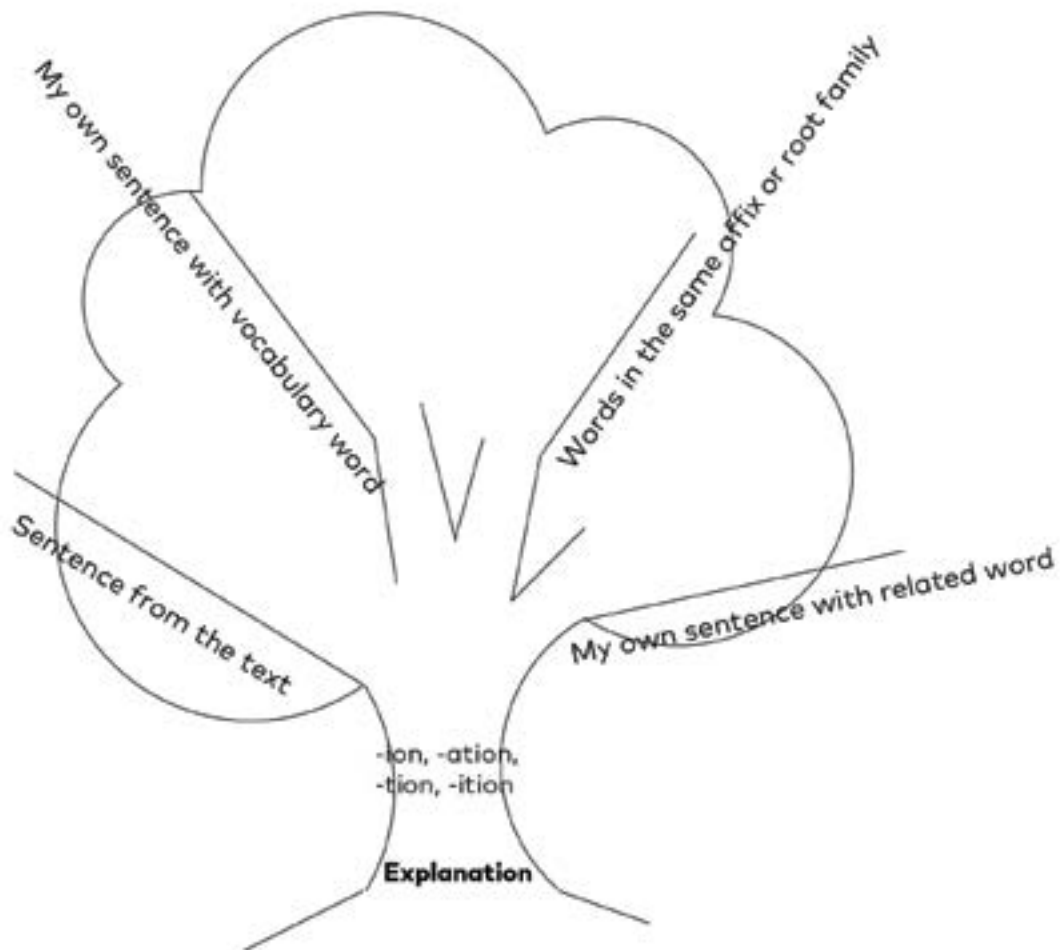 My own sentence with vocabulary word
Words in the same affix or root family
Sentence from the text
My own sentence with related word
-ion, -ation,
-tion, -ition
Explanation